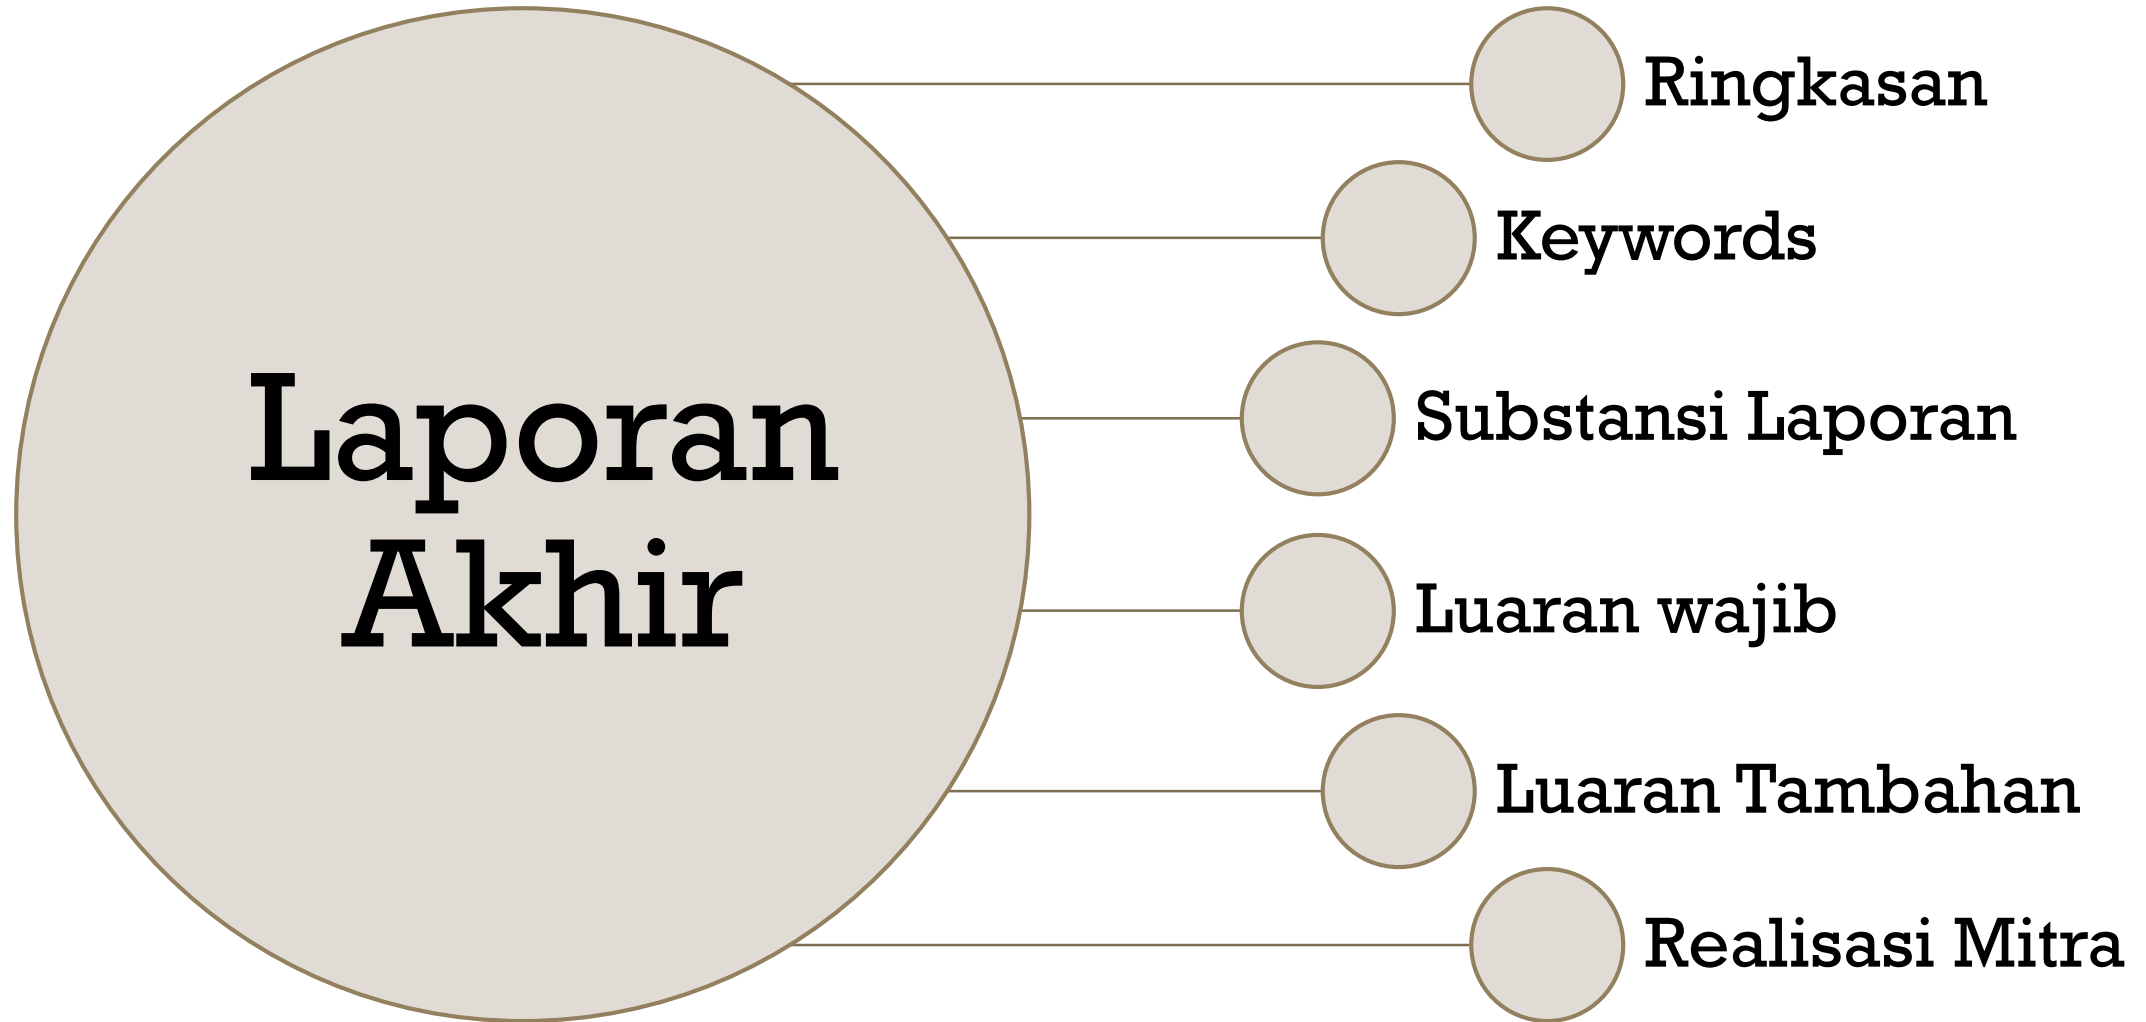 Laporan
Akhir
Ringkasan
Keywords
Substansi Laporan
Luaran wajib
Luaran Tambahan
Realisasi Mitra